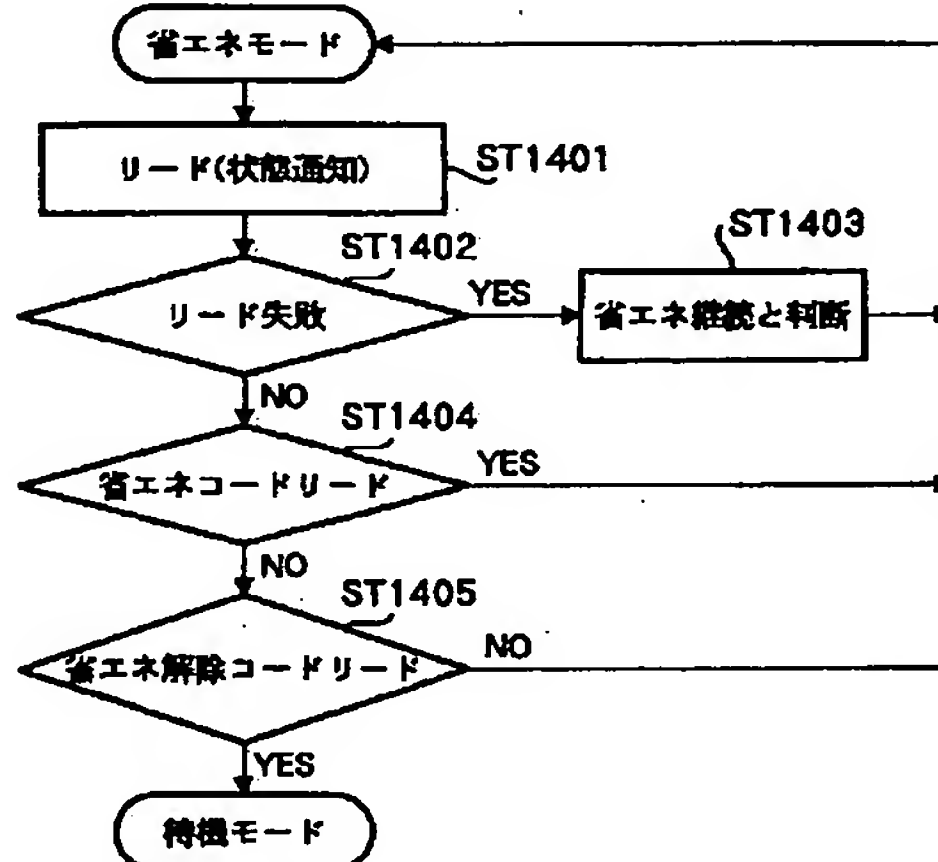 省エネモード
リード(状態通知)
ST1401
ST1402
リード失敗
YES
ST1403
省エネ継続と判断
NO
ST1404
省エネコードリード
YES
NO
ST1405
省エネ解除コードリード
NO
YES
待機モード